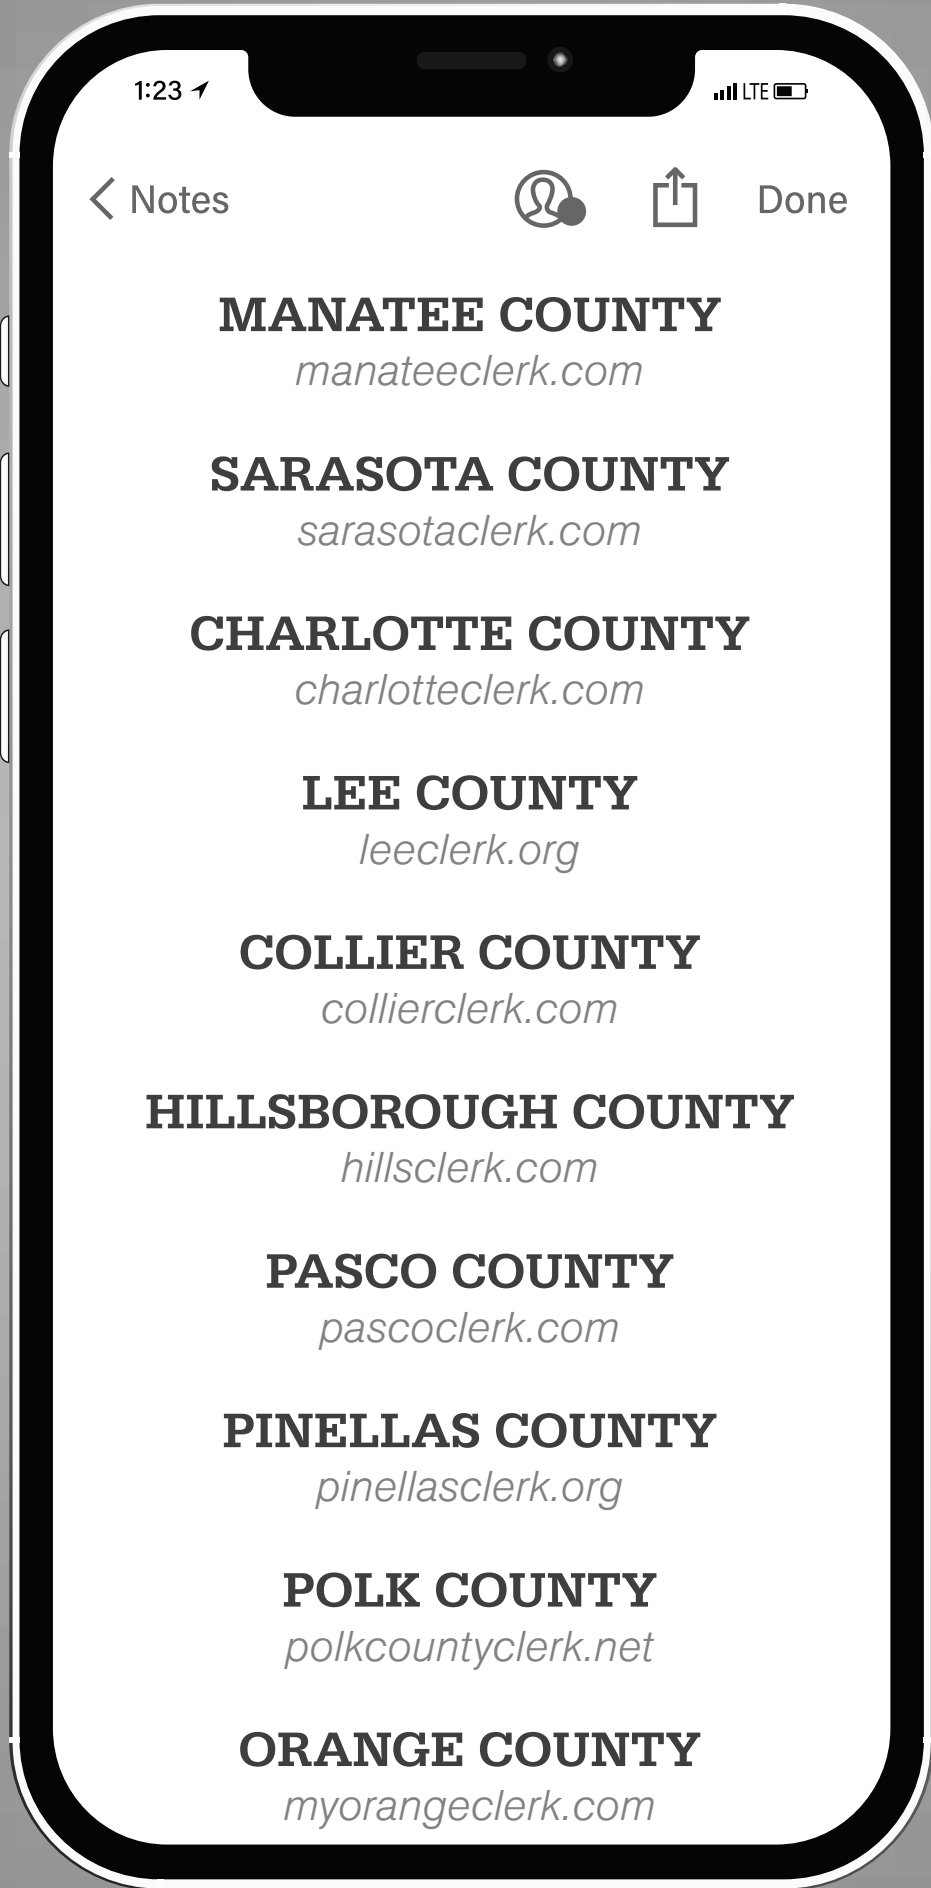 1:23 LTE
Notes Done
MANATEE COUNTY
manateeclerk.com
SARASOTA COUNTY
sarasotaclerk.com
CHARLOTTE COUNTY
charlotteclerk.com
LEE COUNTY
leeclerk.org
COLLIER COUNTY
collierclerk.com
HILLSBOROUGH COUNTY
hillsclerk.com
PASCO COUNTY
pascoclerk.com
PINELLAS COUNTY
pinellasclerk.org
POLK COUNTY
polkcountyclerk.net
ORANGE COUNTY
myorangeclerk.com